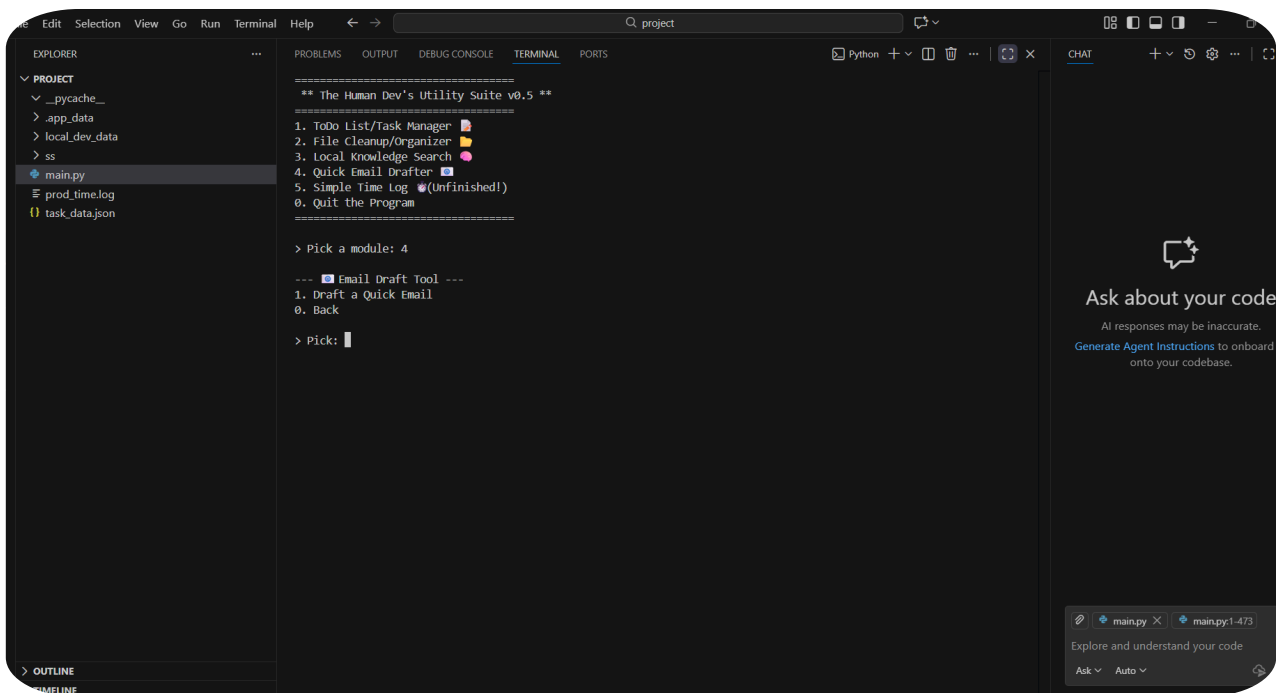 Edit Selection View Go Run Terminal Help
project
EXPLORER
PROJECT
__pycache__
.app_data
local_dev_data
ss
main.py
prod_time.log
task_data.json
OUTLINE
TIMELINE
PROBLEMS OUTPUT DEBUG CONSOLE TERMINAL PORTS
Python
===================================
** The Human Dev's Utility Suite v0.5 **
===================================
1. ToDo List/Task Manager 📝
2. File Cleanup/Organizer 📂
3. Local Knowledge Search 🧠
4. Quick Email Drafter 📧
5. Simple Time Log ⏱(Unfinished!)
0. Quit the Program
===================================
> Pick a module: 4
--- 📧 Email Draft Tool ---
1. Draft a Quick Email
0. Back
> Pick:
CHAT
Ask about your code
AI responses may be inaccurate.
Generate Agent Instructions to onboard
onto your codebase.
main.py main.py:1-473
Explore and understand your code
Ask Auto